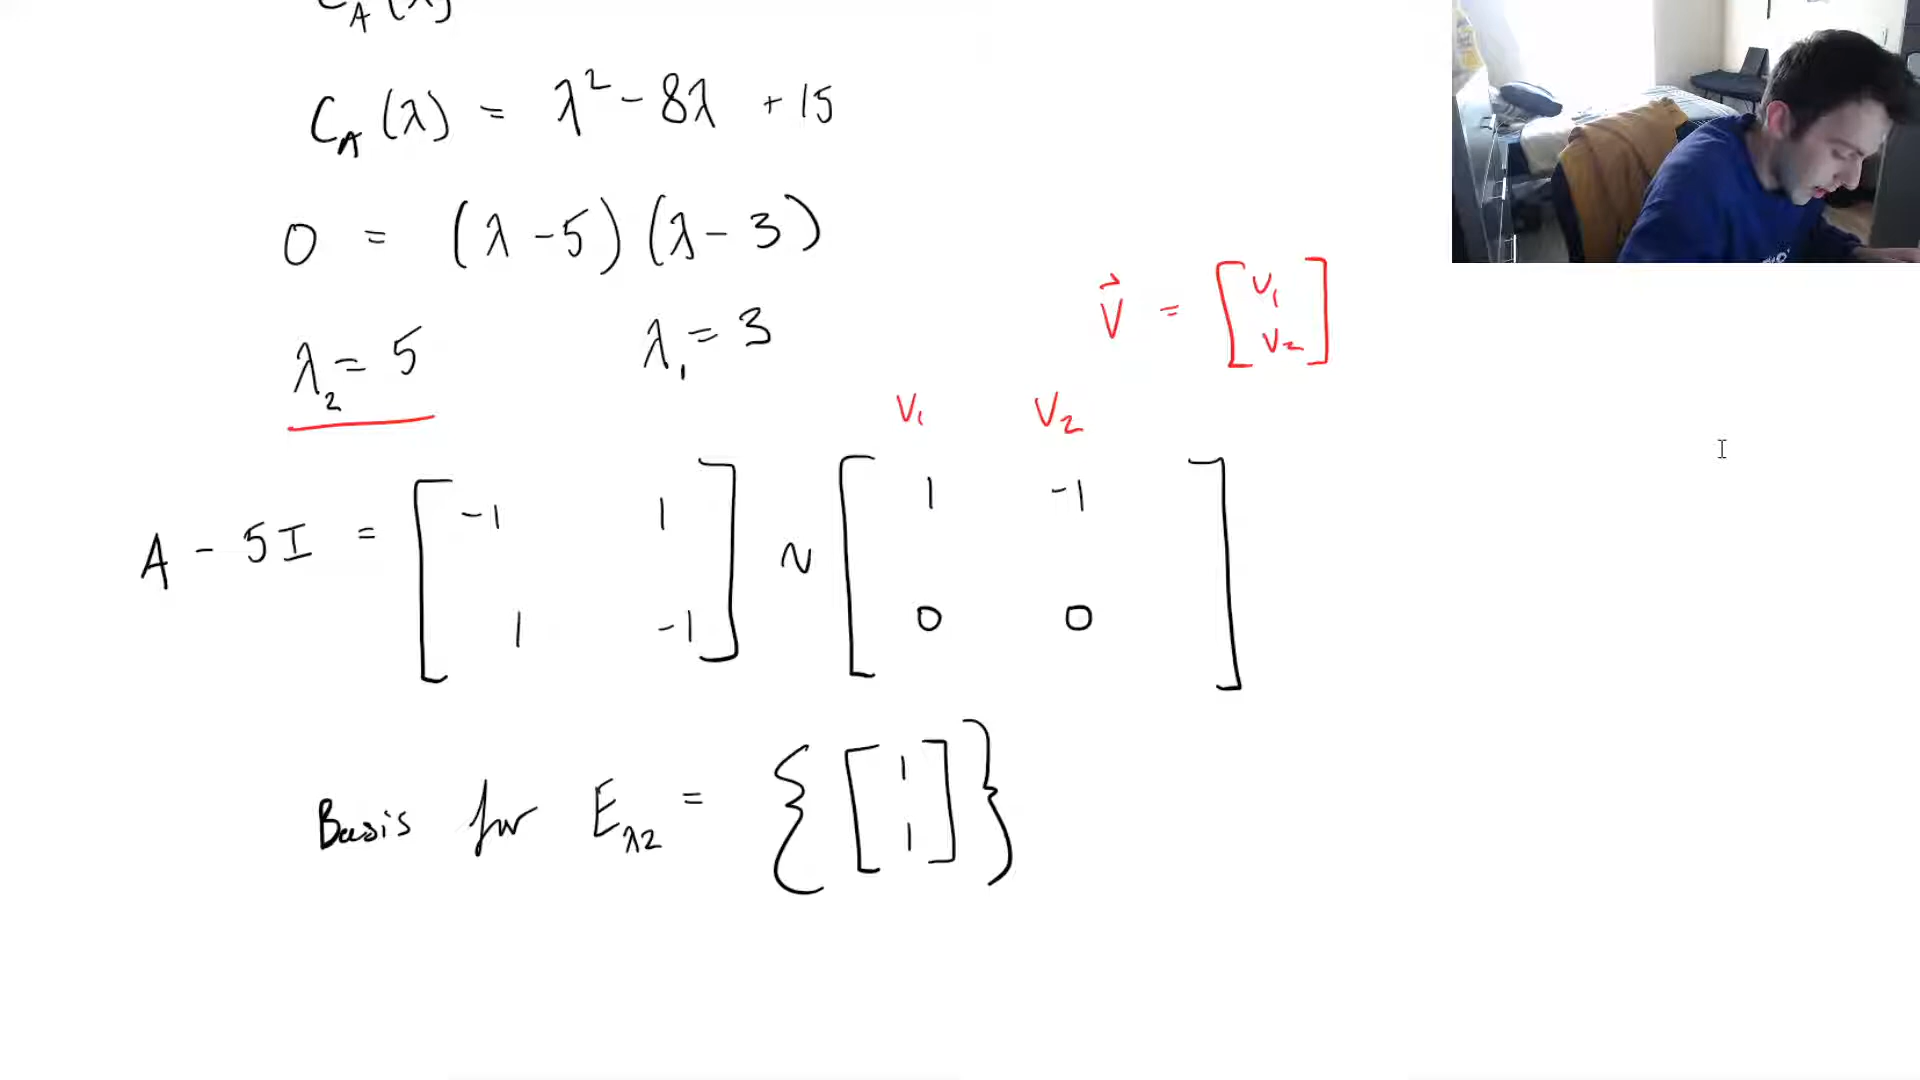 C_A (λ)
C_A (λ) = λ² - 8λ + 15
0 = (λ - 5)(λ - 3)
λ₂ = 5 λ₁ = 3
v⃗ = [v₁ v₂]
v₁ v₂
A - 5I = [-1 1 ~ [1 -1
1 -1] 0 0]
Basis for E_λ2 = {[1
1]}